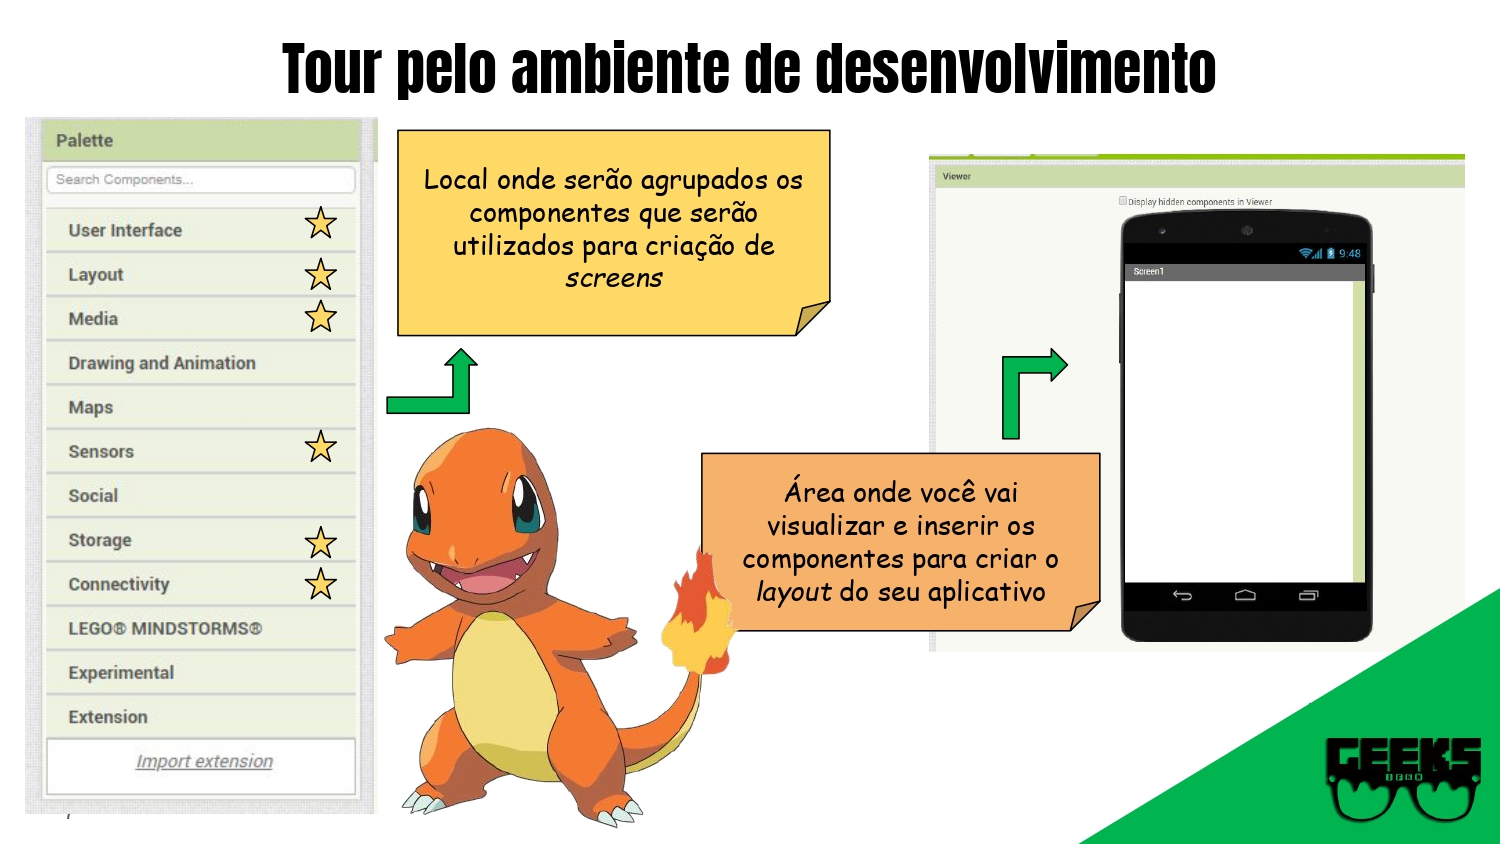 Tour pelo ambiente de desenvolvimento
Palette
Search Components...
User Interface
Layout
Media
Drawing and Animation
Maps
Sensors
Social
Storage
Connectivity
LEGO® MINDSTORMS®
Experimental
Extension
Import extension
Local onde serão agrupados os
componentes que serão
utilizados para criação de
screens
Área onde você vai
visualizar e inserir os
componentes para criar o
layout do seu aplicativo
Viewer
Display hidden components in Viewer
9:48
Screen1
GEEKS